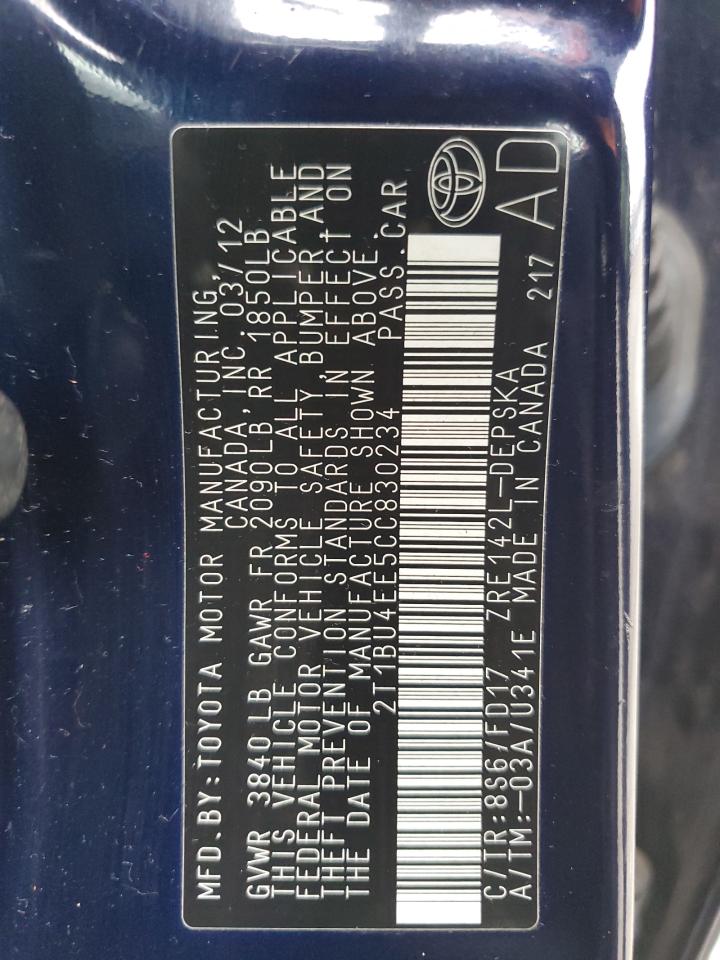 MFD.BY:TOYOTA MOTOR MANUFACTURING,
CANADA, INC. 03/12
GVWR 3840 LB GAWR FR 2090LB RR 1850LB
THIS VEHICLE CONFORMS TO ALL APPLICABLE
FEDERAL MOTOR VEHICLE SAFETY, BUMPER AND
THEFT PREVENTION STANDARDS IN EFFECT ON
THE DATE OF MANUFACTURE SHOWN ABOVE.
2T1BU4EE5CC830234 PASS.CAR
C/TR:8S6/FD17 ZRE142L-DEPSKA
A/TM:-03A/U341E MADE IN CANADA 217
AD